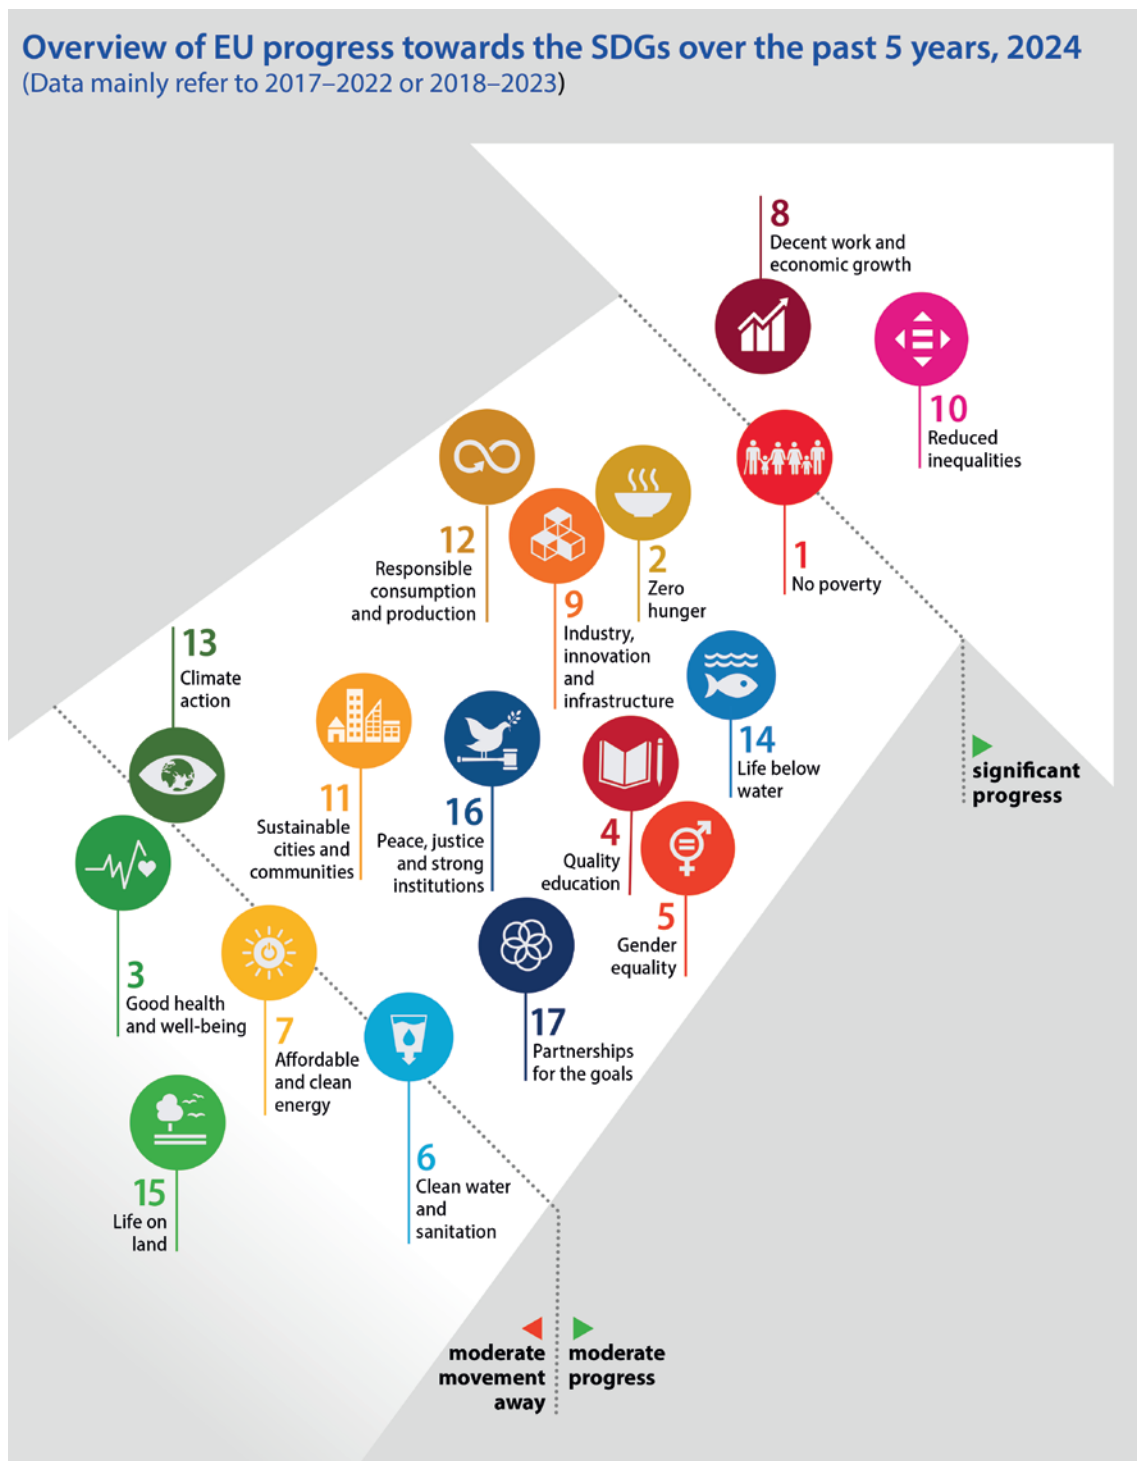 Overview of EU progress towards the SDGs over the past 5 years, 2024
(Data mainly refer to 2017–2022 or 2018–2023)
8
Decent work and
economic growth
10
Reduced
inequalities
12
Responsible
consumption
and production
2
Zero
hunger
1
No poverty
9
Industry,
innovation
and
infrastructure
13
Climate
action
14
Life below
water
11
Sustainable
cities and
communities
16
Peace, justice
and strong
institutions
4
Quality
education
5
Gender
equality
significant
progress
3
Good health
and well-being
7
Affordable
and clean
energy
17
Partnerships
for the goals
6
Clean water
and
sanitation
15
Life on
land
moderate
movement
away
moderate
progress